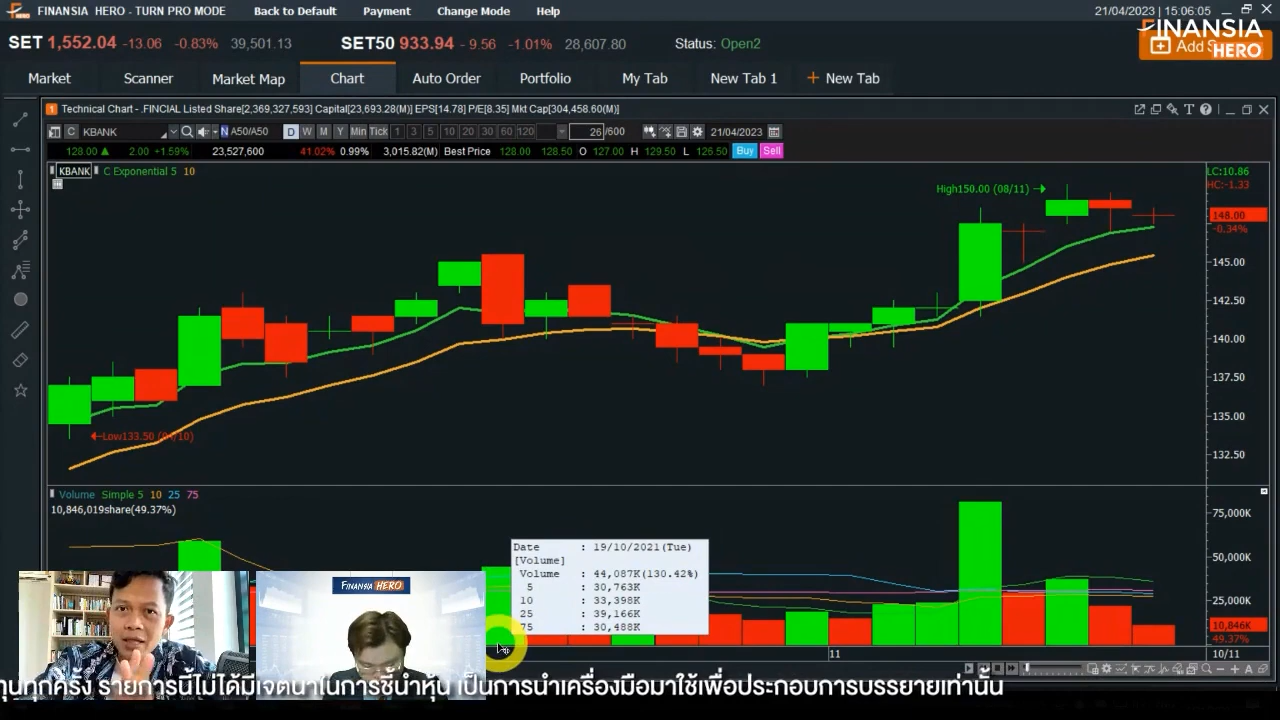 FINANSIA HERO - TURN PRO MODE Back to Default Payment Change Mode Help 21/04/2023 | 15:06:05
SET 1,552.04 -13.06 -0.83% 39,501.13 SET50 933.94 - 9.56 -1.01% 28,607.80 Status: Open2
FINANSIA
HERO
Market Scanner Market Map Chart Auto Order Portfolio My Tab New Tab 1 + New Tab
1 Technical Chart - .FINCIAL Listed Share[2,369,327,593] Capital[23,693.28(M)] EPS[14.78] P/E[8.35] Mkt Cap[304,458.60(M)]
C KBANK N A50/A50 D W M Y Min Tick 1 3 5 10 20 30 60 120 26 /600 21/04/2023
128.00 ▲ 2.00 +1.59% 23,527,600 41.02% 0.99% 3,015.82(M) Best Price 128.00 128.50 O 127.00 H 129.50 L 126.50 Buy Sell
KBANK C Exponential 5 10
LC:10.86
HC:-1.33
High150.00 (08/11)
148.00
-0.34%
145.00
142.50
140.00
137.50
135.00
132.50
Volume Simple 5 10 25 75
10,846,019share(49.37%)
75,000K
50,000K
25,000K
10,846K
49.37%
Date : 19/10/2021(Tue)
[Volume]
Volume : 44,087K(130.42%)
5 : 30,763K
10 : 33,398K
25 : 39,166K
75 : 30,488K
FINANSIA HERO
11 10/11
ทุนทุกครั้ง รายการนี้ไม่ได้มีเจตนาในการชี้นำหุ้น เป็นการนำเครื่องมือมาใช้เพื่อประกอบการบรรยายเท่านั้น